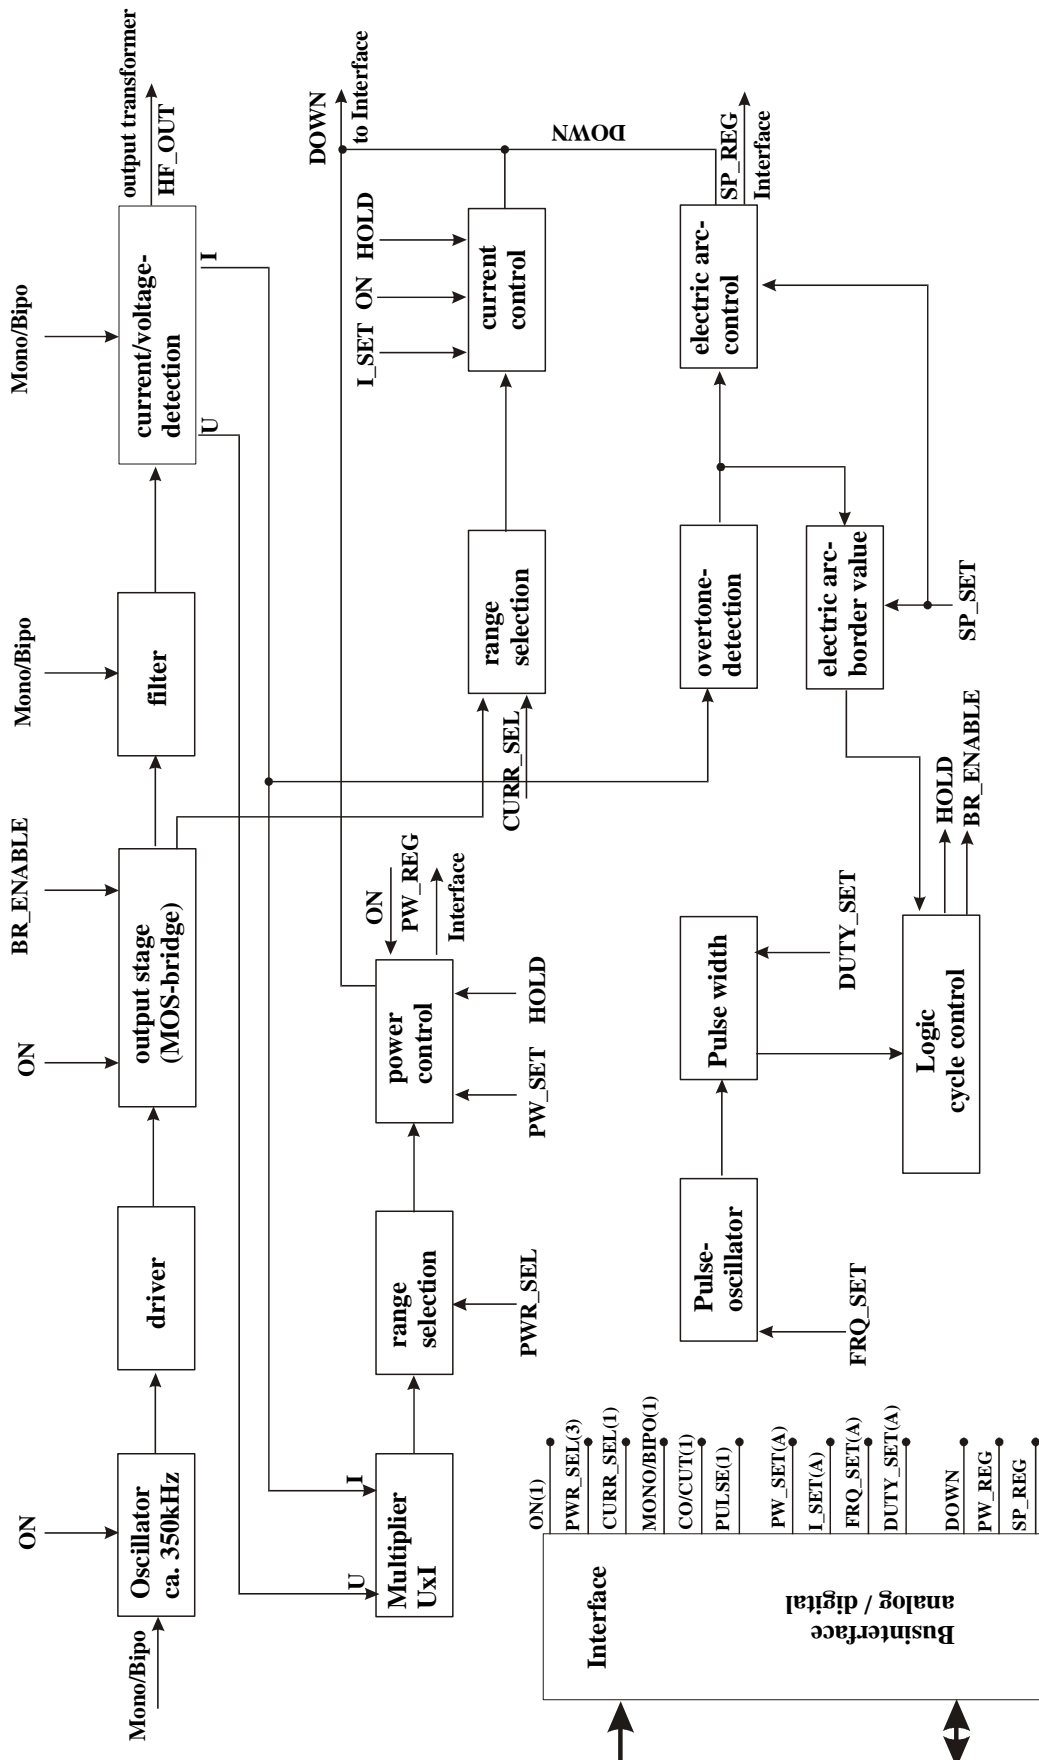 Mono/Bipo
ON
Oscillator
ca. 350kHz
driver
ON
BR_ENABLE
output stage
(MOS-bridge)
Mono/Bipo
filter
Mono/Bipo
current/voltage-
detection
output transformer
HF_OUT
U
I
U
I
Multiplier
UxI
range
selection
PWR_SEL
power
control
PW_SET
HOLD
ON
PW_REG
Interface
CURR_SEL
range
selection
I_SET
ON
HOLD
current
control
DOWN
to Interface
DOWN
overtone-
detection
electric arc-
control
SP_REG
Interface
electric arc-
border value
SP_SET
FRQ_SET
Pulse-
oscillator
Pulse width
DUTY_SET
Logic
cycle control
HOLD
BR_ENABLE
Interface
Businterface
analog / digital
ON(1)
PWR_SEL(3)
CURR_SEL(1)
MONO/BIPO(1)
CO/CUT(1)
PULSE(1)
PW_SET(A)
I_SET(A)
FRQ_SET(A)
DUTY_SET(A)
DOWN
PW_REG
SP_REG